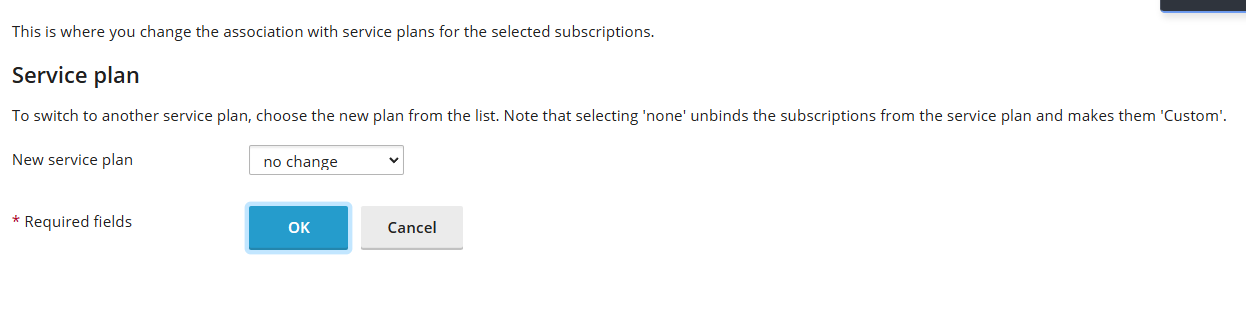 This is where you change the association with service plans for the selected subscriptions.
Service plan
To switch to another service plan, choose the new plan from the list. Note that selecting 'none' unbinds the subscriptions from the service plan and makes them 'Custom'.
New service plan
no change
* Required fields
OK
Cancel